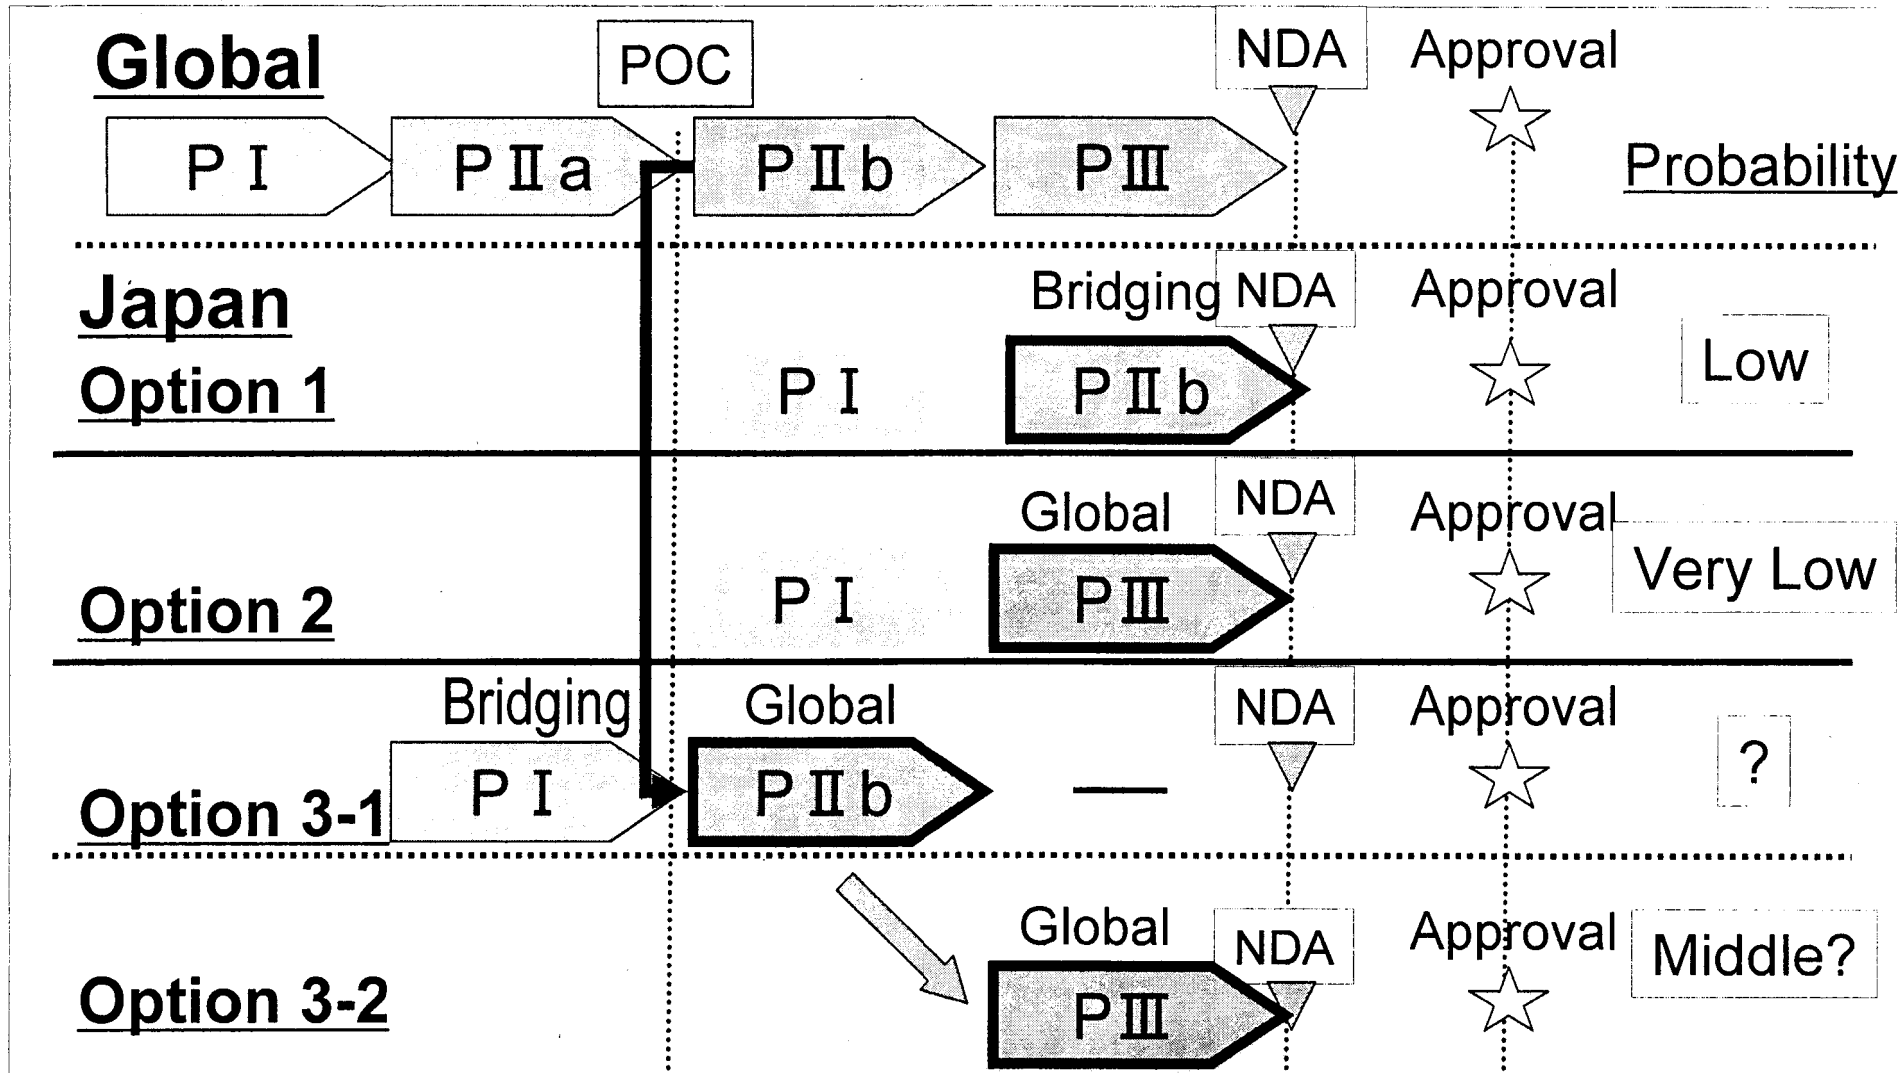 Global
POC
NDA
Approval
P I
P Ⅱ a
P Ⅱ b
P Ⅲ
Probability
Japan
Bridging
NDA
Approval
Option 1
P I
P Ⅱ b
Low
Global
NDA
Approval
Option 2
P I
P Ⅲ
Very Low
Bridging
Global
NDA
Approval
Option 3-1
P I
P Ⅱ b
—
?
Global
NDA
Approval
Option 3-2
P Ⅲ
Middle?